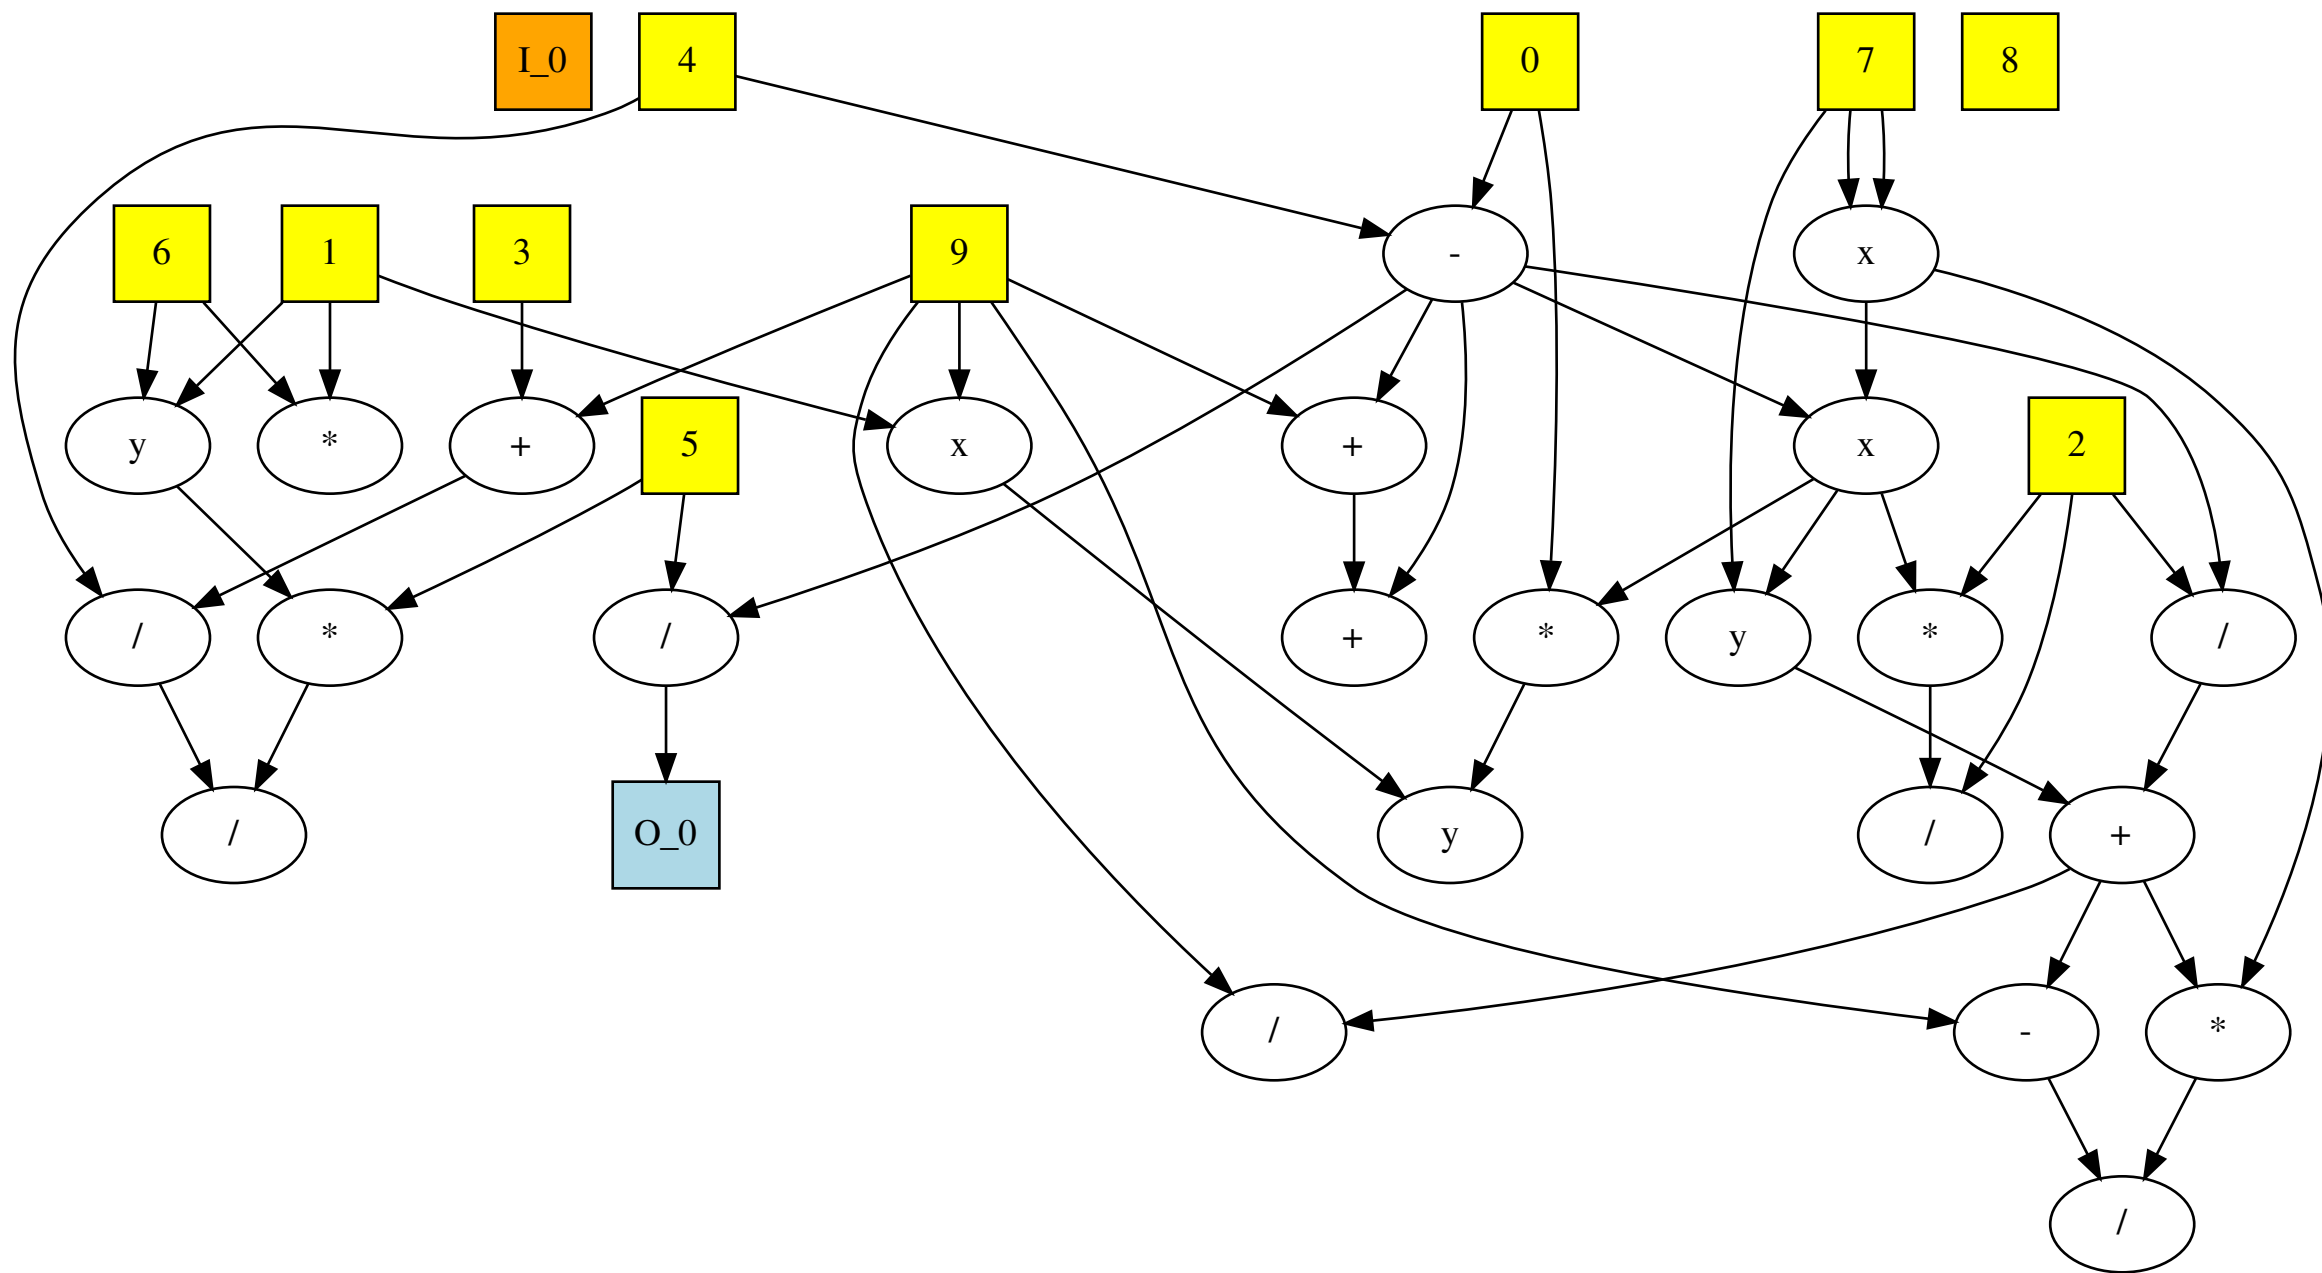 I_0 4 0 7 8
6 1 3 9 - x
y * + 5 x + x 2
/ * / + * y * /
/ O_0 y / +
/ - *
/